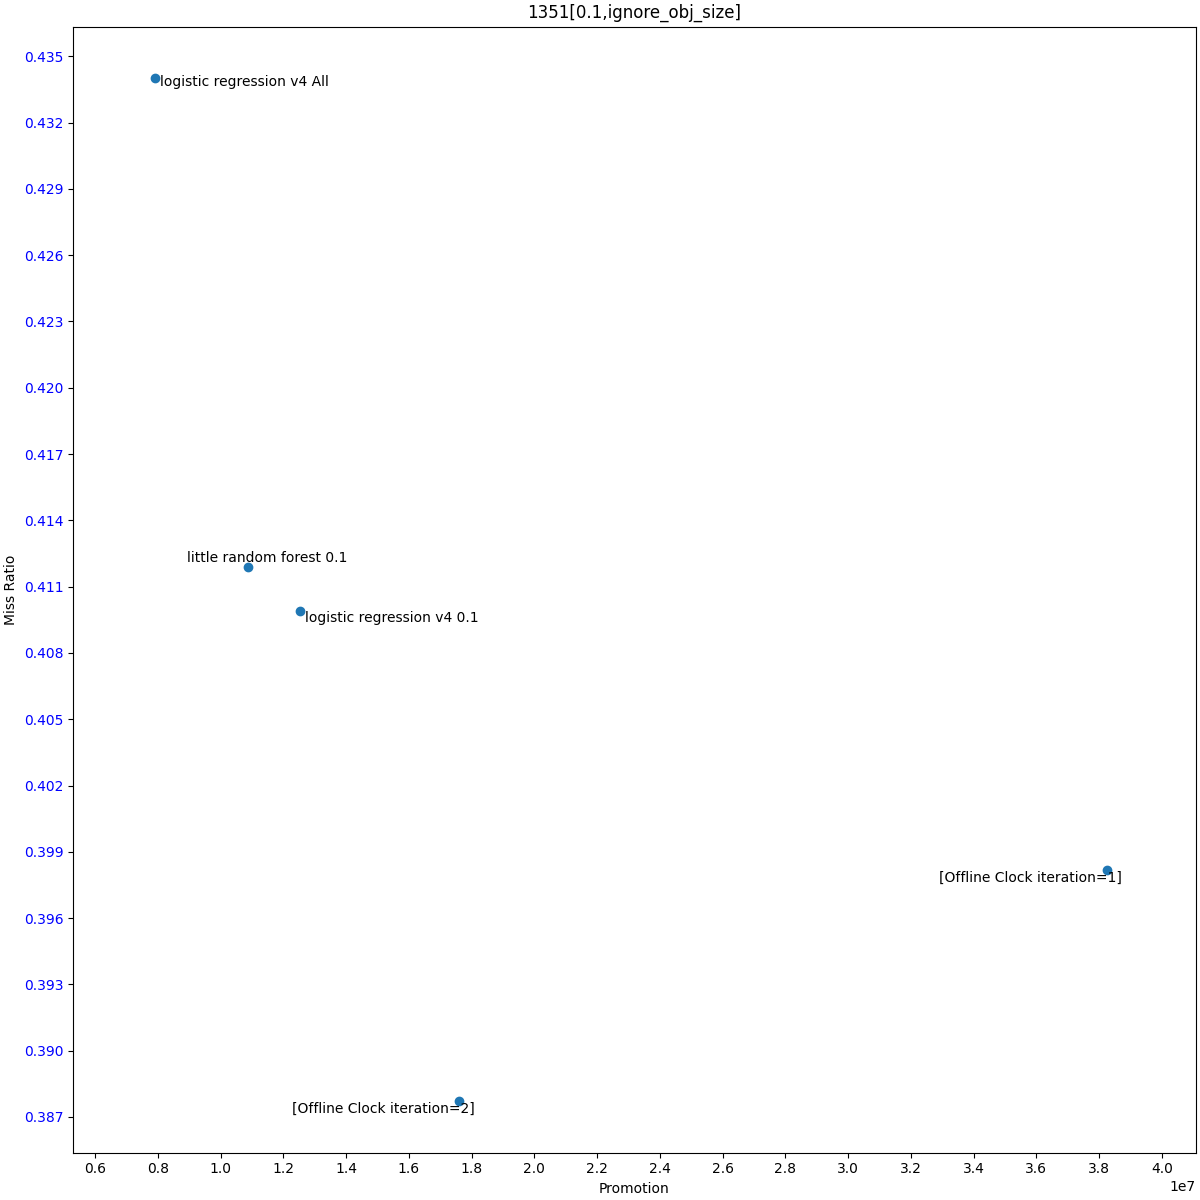 1351[0.1,ignore_obj_size]
0.435
logistic regression v4 All
0.432
0.429
0.426
0.423
0.420
0.417
0.414
little random forest 0.1
0.411
Miss Ratio
logistic regression v4 0.1
0.408
0.405
0.402
0.399
[Offline Clock iteration=1]
0.396
0.393
0.390
[Offline Clock iteration=2]
0.387
0.6 0.8 1.0 1.2 1.4 1.6 1.8 2.0 2.2 2.4 2.6 2.8 3.0 3.2 3.4 3.6 3.8 4.0
Promotion
1e7